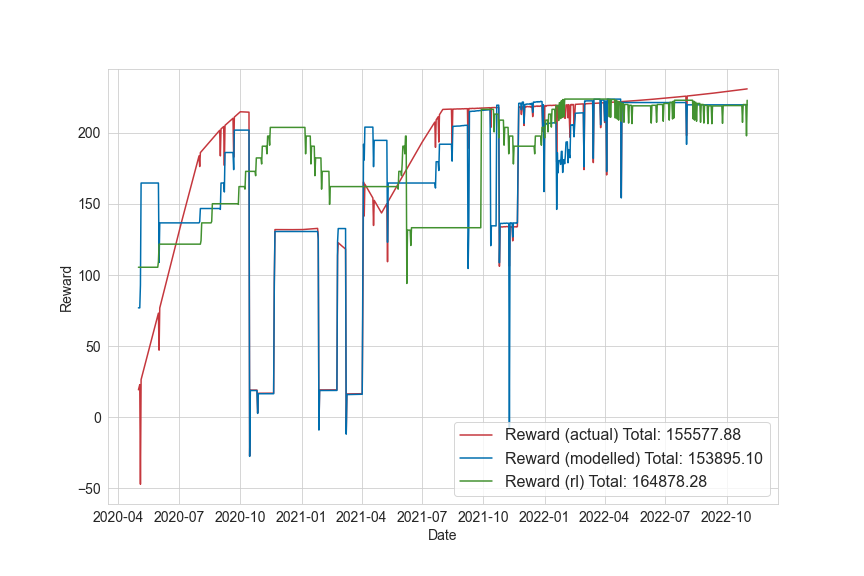 200
150
100
50
0
−50
Reward
2020-04 2020-07 2020-10 2021-01 2021-04 2021-07 2021-10 2022-01 2022-04 2022-07 2022-10
Date
Reward (actual) Total: 155577.88
Reward (modelled) Total: 153895.10
Reward (rl) Total: 164878.28